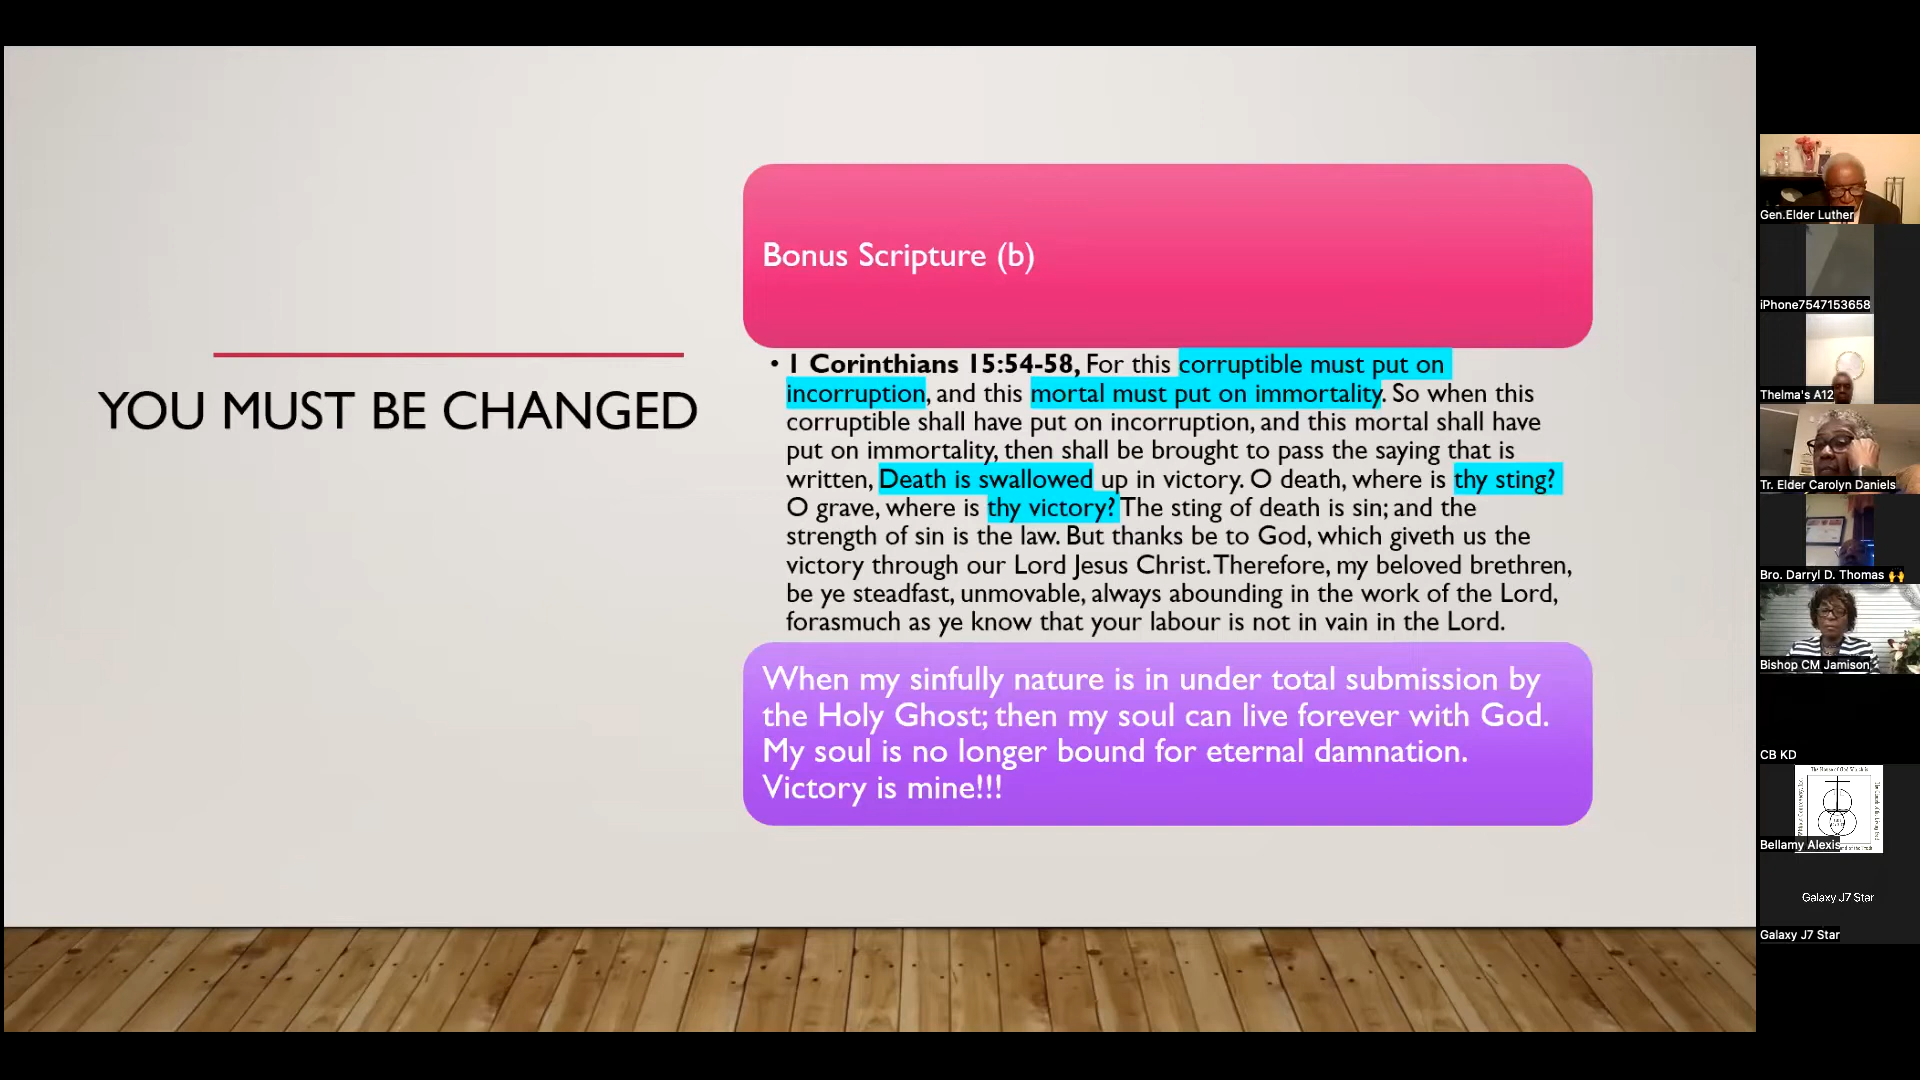 YOU MUST BE CHANGED
Bonus Scripture (b)
• 1 Corinthians 15:54-58, For this corruptible must put on
incorruption, and this mortal must put on immortality. So when this
corruptible shall have put on incorruption, and this mortal shall have
put on immortality, then shall be brought to pass the saying that is
written, Death is swallowed up in victory. O death, where is thy sting?
O grave, where is thy victory? The sting of death is sin; and the
strength of sin is the law. But thanks be to God, which giveth us the
victory through our Lord Jesus Christ. Therefore, my beloved brethren,
be ye steadfast, unmovable, always abounding in the work of the Lord,
forasmuch as ye know that your labour is not in vain in the Lord.
When my sinfully nature is in under total submission by
the Holy Ghost; then my soul can live forever with God.
My soul is no longer bound for eternal damnation.
Victory is mine!!!
Gen.Elder Luther
iPhone7547153658
Thelma's A12
Tr. Elder Carolyn Daniels
Bro. Darryl D. Thomas 🙌
Bishop CM Jamison,
CB KD
Bellamy Alexis
Galaxy J7 Star
Galaxy J7 Star